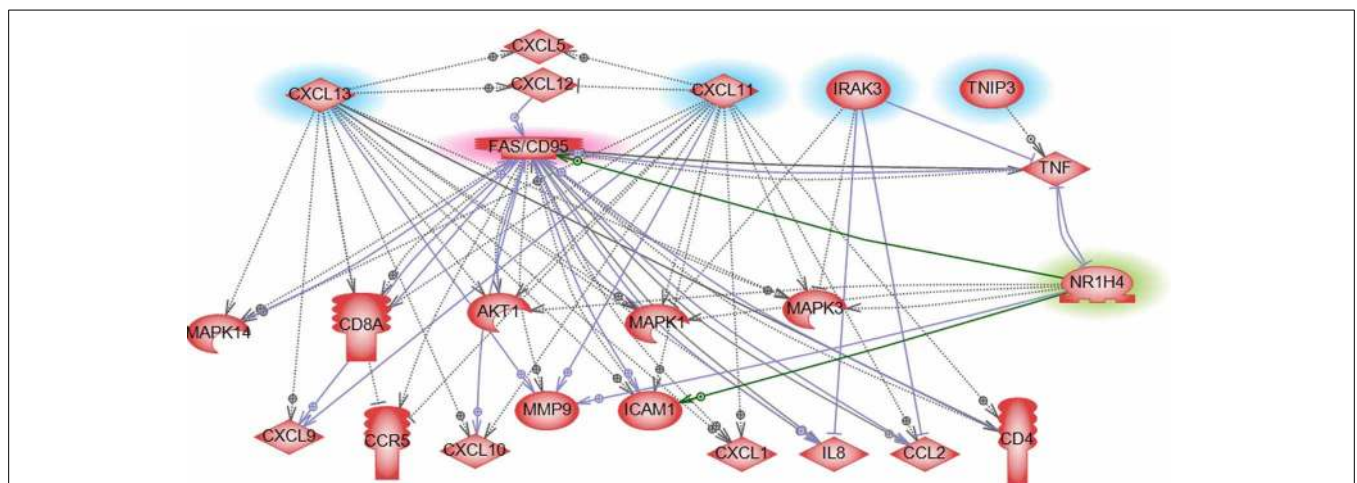 CXCL5
CXCL13 CXCL12 CXCL11 IRAK3 TNIP3
FAS/CD95
TNF
NR1H4
MAPK14 CD8A AKT1 MAPK1 MAPK3
CXCL9 CCR5 CXCL10 MMP9 ICAM1 CXCL1 IL8 CCL2 CD4